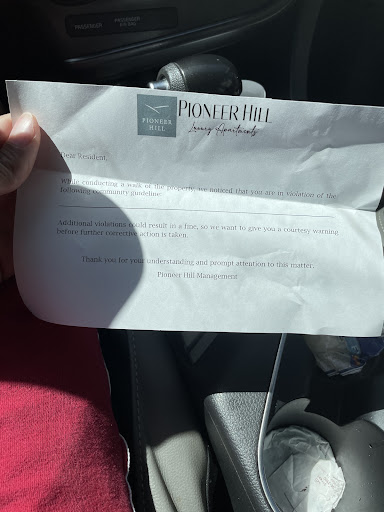 PASSENGER
PASSENGER
PIONEER HILL
PIONEER HILL
Luxury Apartments
Dear Resident,
While conducting a walk of the property, we noticed that you are in violation of the
following community guideline:
Additional violations could result in a fine, so we want to give you a courtesy warning
before further corrective action is taken.
Thank you for your understanding and prompt attention to this matter.
Pioneer Hill Management